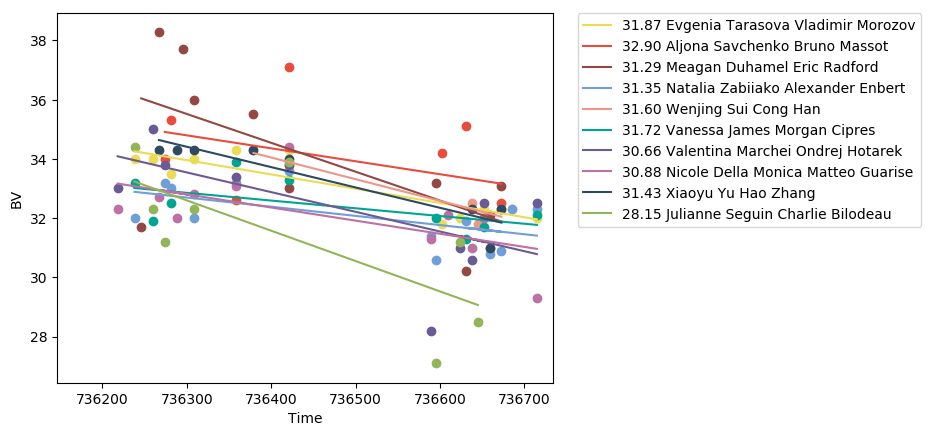 38
36
34
32
30
28
BV
736200 736300 736400 736500 736600 736700
Time
31.87 Evgenia Tarasova Vladimir Morozov
32.90 Aljona Savchenko Bruno Massot
31.29 Meagan Duhamel Eric Radford
31.35 Natalia Zabiiako Alexander Enbert
31.60 Wenjing Sui Cong Han
31.72 Vanessa James Morgan Cipres
30.66 Valentina Marchei Ondrej Hotarek
30.88 Nicole Della Monica Matteo Guarise
31.43 Xiaoyu Yu Hao Zhang
28.15 Julianne Seguin Charlie Bilodeau